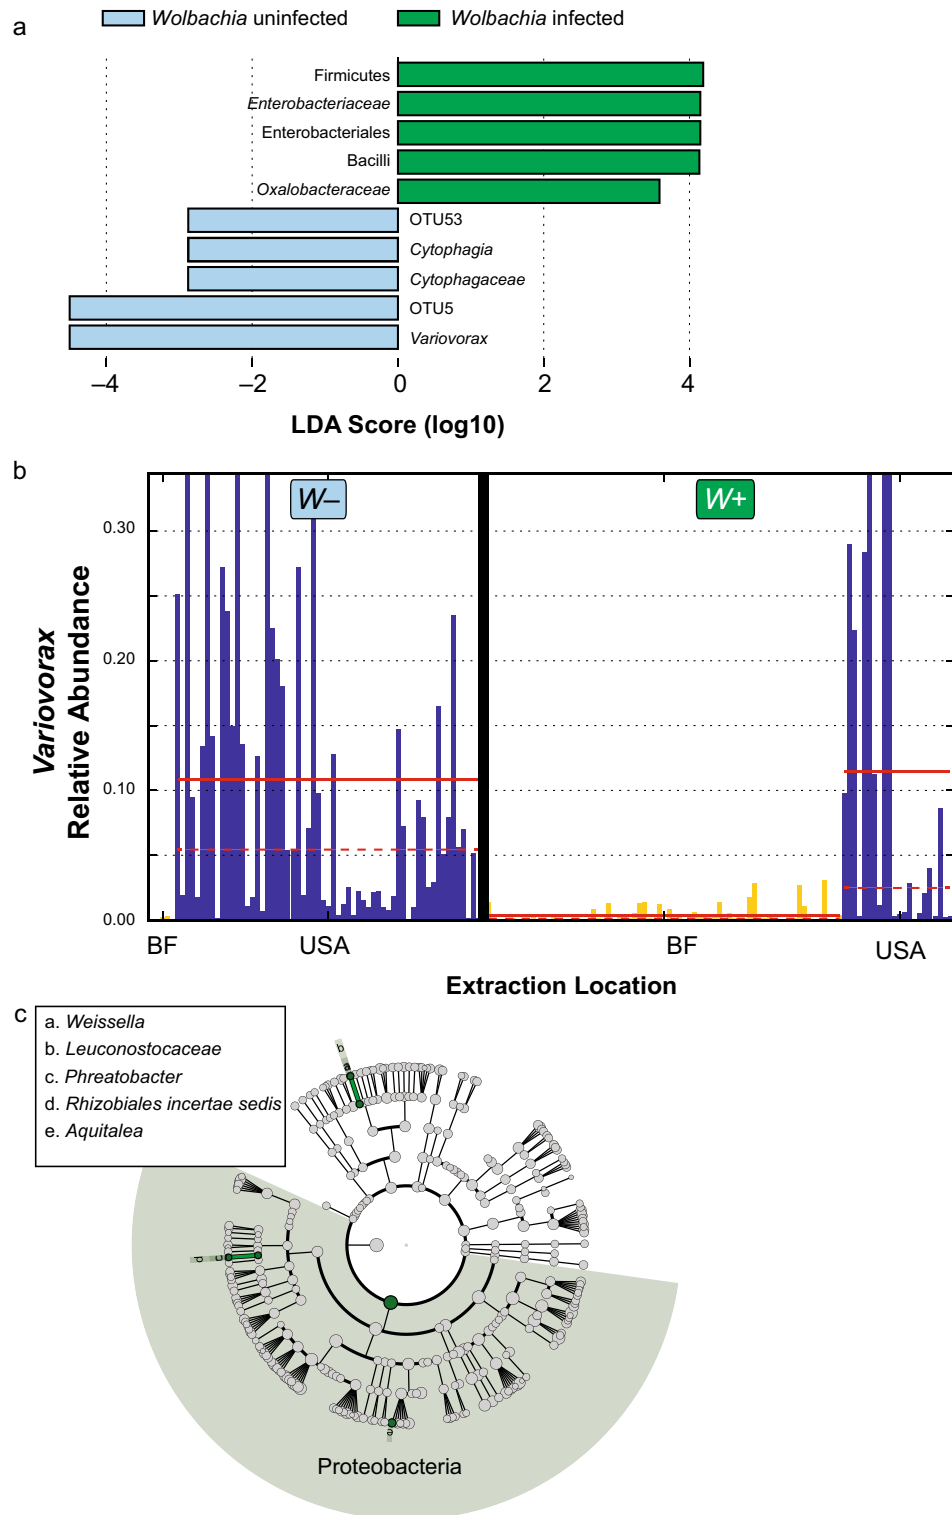 a
Wolbachia uninfected
Wolbachia infected
Firmicutes
Enterobacteriaceae
Enterobacteriales
Bacilli
Oxalobacteraceae
OTU53
Cytophagia
Cytophagaceae
OTU5
Variovorax
–4
–2
0
2
4
LDA Score (log10)
b
W–
W+
0.30
0.20
0.10
0.00
Variovorax
Relative Abundance
BF
USA
BF
USA
Extraction Location
c
a. Weissella
b. Leuconostocaceae
c. Phreatobacter
d. Rhizobiales incertae sedis
e. Aquitalea
b
a
d
c
e
Proteobacteria